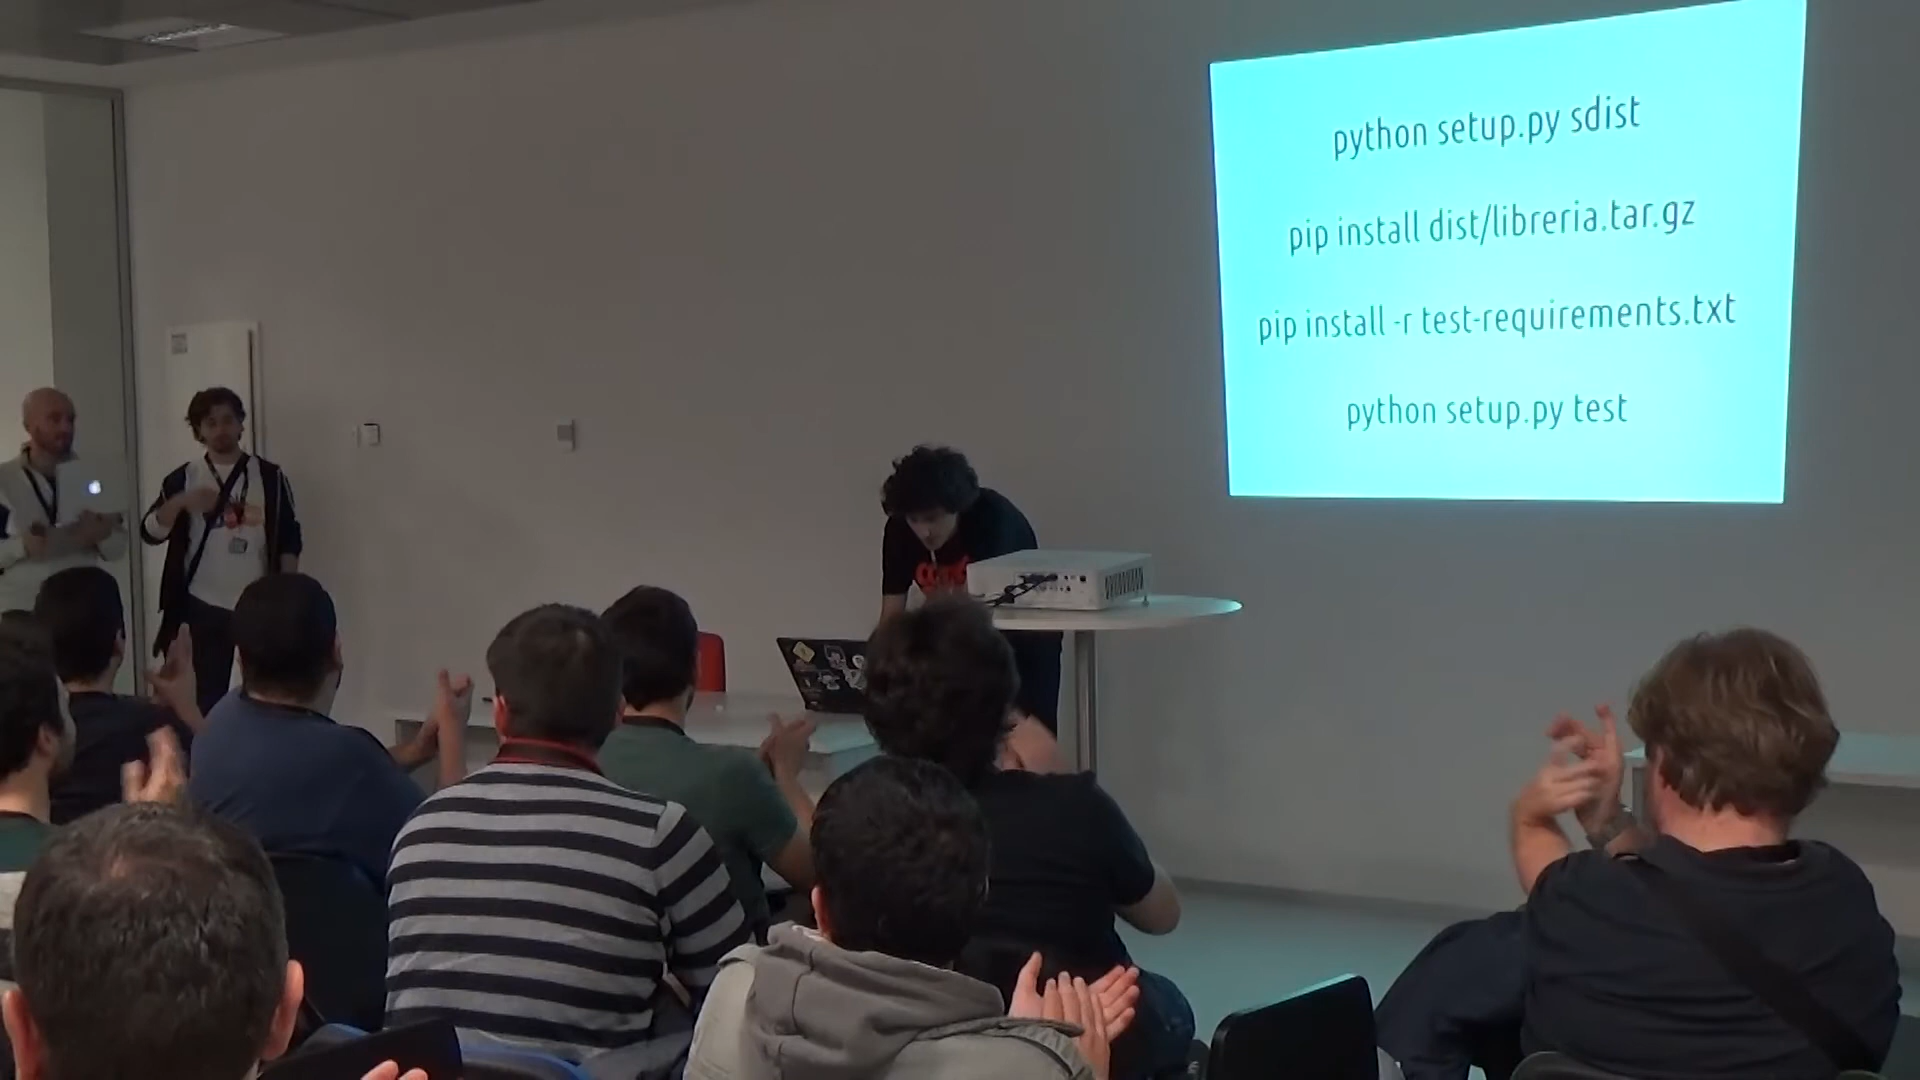 python setup.py sdist
pip install dist/libreria.tar.gz
pip install -r test-requirements.txt
python setup.py test